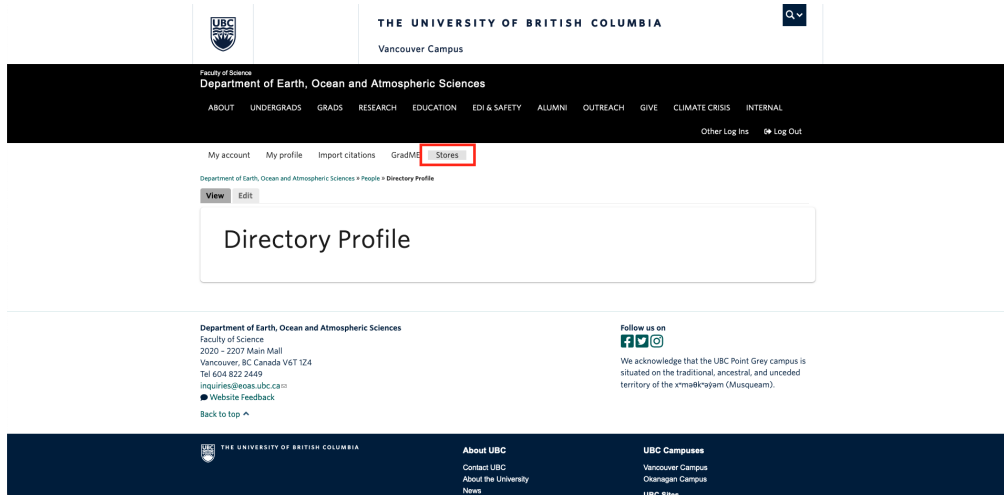 UBC
THE UNIVERSITY OF BRITISH COLUMBIA
Vancouver Campus
Faculty of Science
Department of Earth, Ocean and Atmospheric Sciences
ABOUT UNDERGRADS GRADS RESEARCH EDUCATION EDI & SAFETY ALUMNI OUTREACH GIVE CLIMATE CRISIS INTERNAL
Other Log Ins Log Out
My account My profile Import citations GradME Stores
Department of Earth, Ocean and Atmospheric Sciences » People » Directory Profile
View Edit
Directory Profile
Department of Earth, Ocean and Atmospheric Sciences
Faculty of Science
2020 – 2207 Main Mall
Vancouver, BC Canada V6T 1Z4
Tel 604 822 2449
inquiries@eoas.ubc.ca
Website Feedback
Back to top
Follow us on
We acknowledge that the UBC Point Grey campus is
situated on the traditional, ancestral, and unceded
territory of the xʷməθkʷəy̓əm (Musqueam).
UBC
THE UNIVERSITY OF BRITISH COLUMBIA
About UBC
Contact UBC
About the University
News
UBC Campuses
Vancouver Campus
Okanagan Campus
UBC Sites